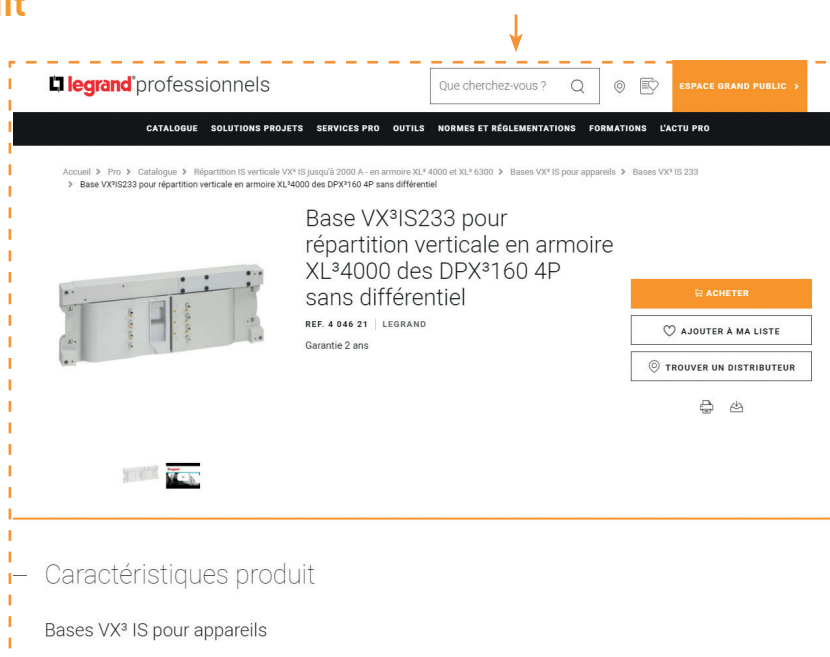 legrand®professionnels
Que cherchez-vous ?
ESPACE GRAND PUBLIC >
CATALOGUE SOLUTIONS PROJETS SERVICES PRO OUTILS NORMES ET RÉGLEMENTATIONS FORMATIONS L'ACTU PRO
Accueil > Pro > Catalogue > Répartition IS verticale VX³ IS jusqu'à 2000 A - en armoire XL³ 4000 et XL³ 6300 > Bases VX³ IS pour appareils > Bases VX³ IS 233
> Base VX³IS233 pour répartition verticale en armoire XL³4000 des DPX³160 4P sans différentiel
Base VX³IS233 pour
répartition verticale en armoire
XL³4000 des DPX³160 4P
sans différentiel
REF. 4 046 21 | LEGRAND
Garantie 2 ans
ACHETER
AJOUTER À MA LISTE
TROUVER UN DISTRIBUTEUR
Caractéristiques produit
Bases VX³ IS pour appareils